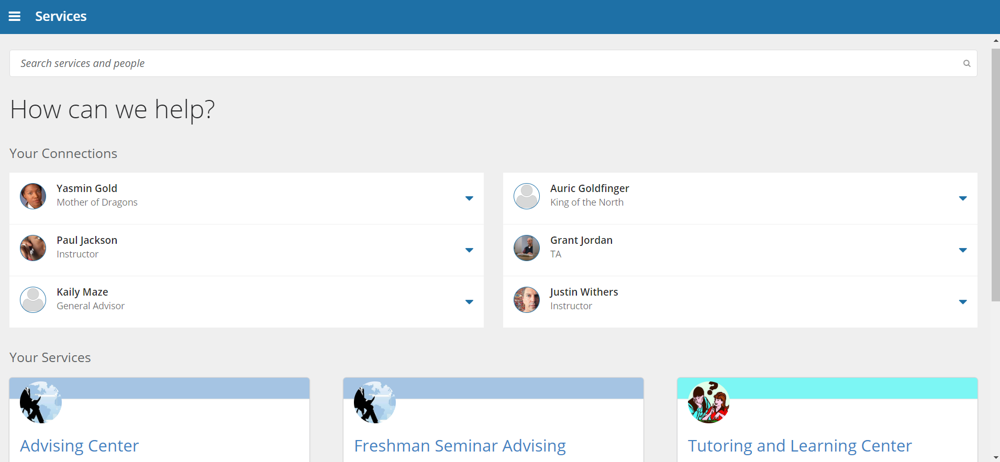 Services
Search services and people
How can we help?
Your Connections
Yasmin Gold
Mother of Dragons
Auric Goldfinger
King of the North
Paul Jackson
Instructor
Grant Jordan
TA
Kaily Maze
General Advisor
Justin Withers
Instructor
Your Services
?
Advising Center
Freshman Seminar Advising
Tutoring and Learning Center